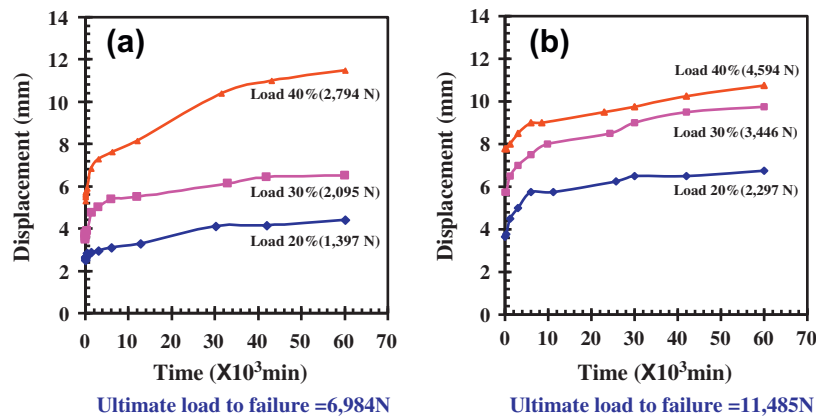 (a)
Displacement (mm)
14
12
10
8
6
4
2
0
Load 40%(2,794 N)
Load 30%(2,095 N)
Load 20%(1,397 N)
0 10 20 30 40 50 60 70
Time (X10³min)
Ultimate load to failure =6,984N
(b)
Displacement (mm)
14
12
10
8
6
4
2
0
Load 40%(4,594 N)
Load 30%(3,446 N)
Load 20%(2,297 N)
0 10 20 30 40 50 60 70
Time (X10³min)
Ultimate load to failure =11,485N